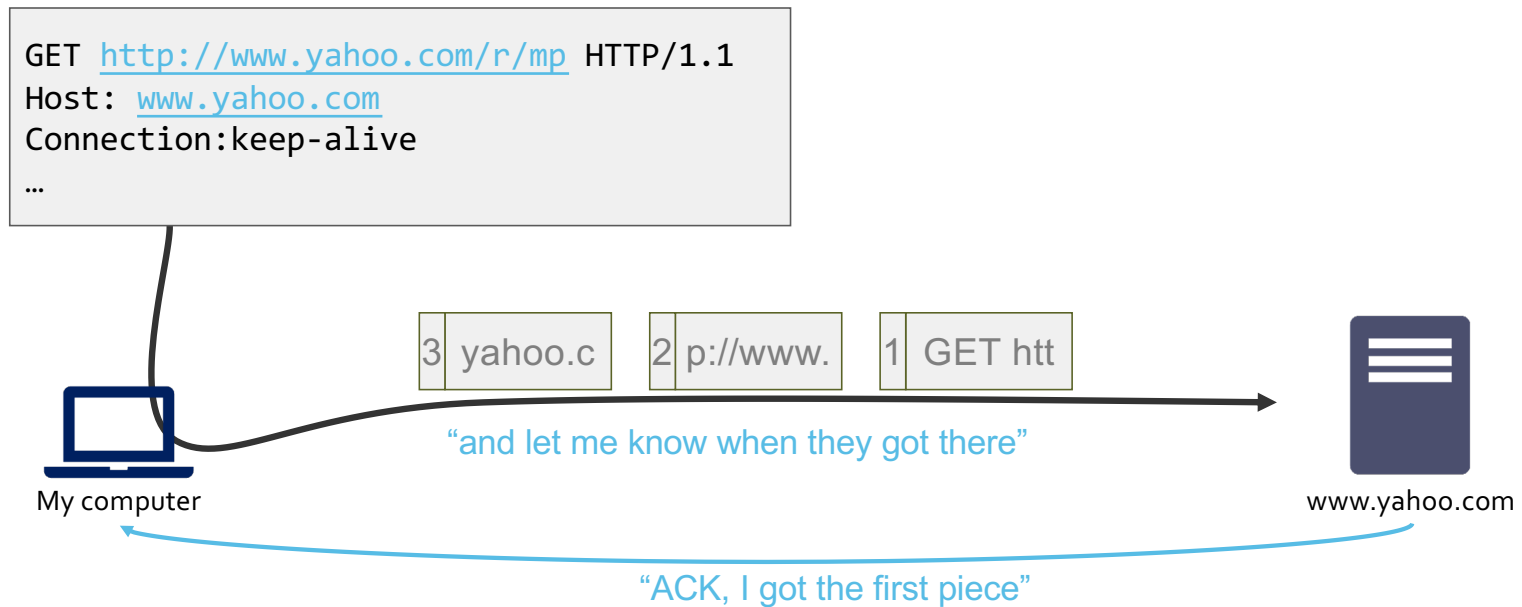 GET http://www.yahoo.com/r/mp HTTP/1.1
Host: www.yahoo.com
Connection:keep-alive
…
3 yahoo.c 2 p://www. 1 GET htt
“and let me know when they got there”
My computer
www.yahoo.com
“ACK, I got the first piece”